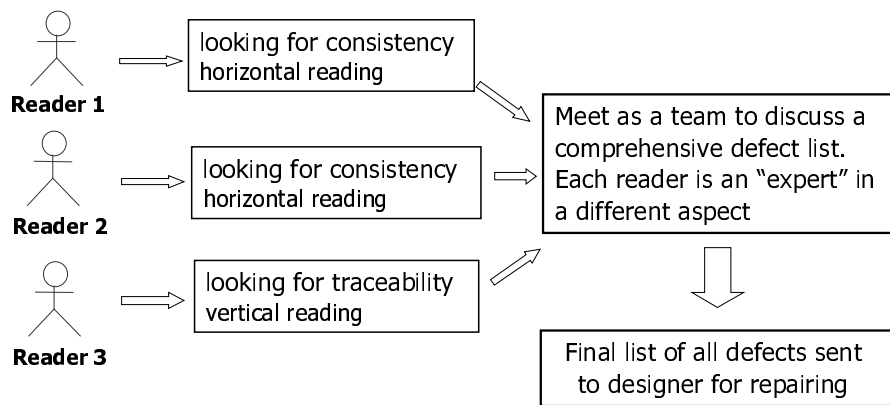 looking for consistency
horizontal reading
Reader 1
Meet as a team to discuss a
comprehensive defect list.
Each reader is an “expert” in
a different aspect
looking for consistency
horizontal reading
Reader 2
looking for traceability
vertical reading
Reader 3
Final list of all defects sent
to designer for repairing